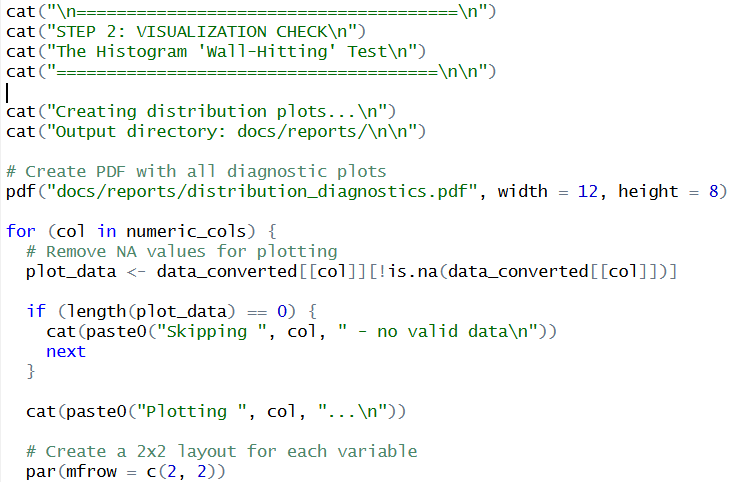 cat("\n======================================\n")
cat("STEP 2: VISUALIZATION CHECK\n")
cat("The Histogram 'Wall-Hitting' Test\n")
cat("======================================\n\n")
cat("Creating distribution plots...\n")
cat("Output directory: docs/reports/\n\n")
# Create PDF with all diagnostic plots
pdf("docs/reports/distribution_diagnostics.pdf", width = 12, height = 8)
for (col in numeric_cols) {
  # Remove NA values for plotting
  plot_data <- data_converted[[col]][!is.na(data_converted[[col]])]
  if (length(plot_data) == 0) {
    cat(paste0("Skipping ", col, " - no valid data\n"))
    next
  }
  cat(paste0("Plotting ", col, "...\n"))
  # Create a 2x2 layout for each variable
  par(mfrow = c(2, 2))